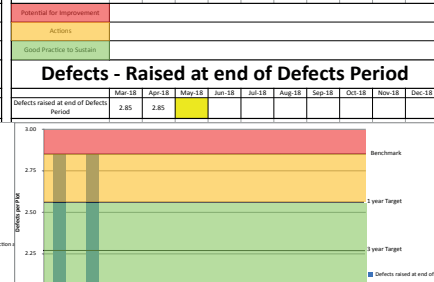 Potential for Improvement
Actions
Good Practice to Sustain
Defects - Raised at end of Defects Period
Mar-18 Apr-18 May-18 Jun-18 Jul-18 Aug-18 Sep-18 Oct-18 Nov-18 Dec-18
Defects raised at end of Defects Period 2.85 2.85
3.00
Benchmark
2.75
1 year Target
2.50
Defects per Plot
3 year Target
2.25
Defects raised at end of